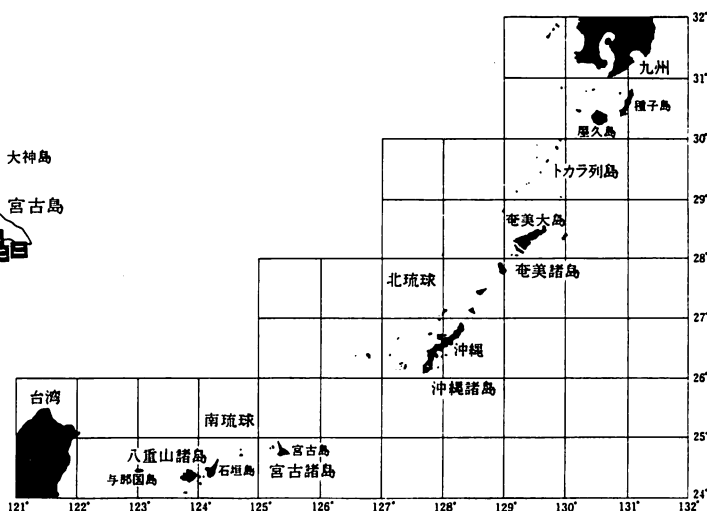 32°
九州
31°
種子島
屋久島
30°
大神島
トカラ列島
宮古島
29°
奄美大島
28°
奄美諸島
北琉球
27°
沖縄
沖縄諸島
26°
台湾
南琉球
25°
八重山諸島
宮古島
石垣島
宮古諸島
与那国島
24°
121°
122°
123°
124°
125°
126°
127°
128°
129°
130°
131°
132°